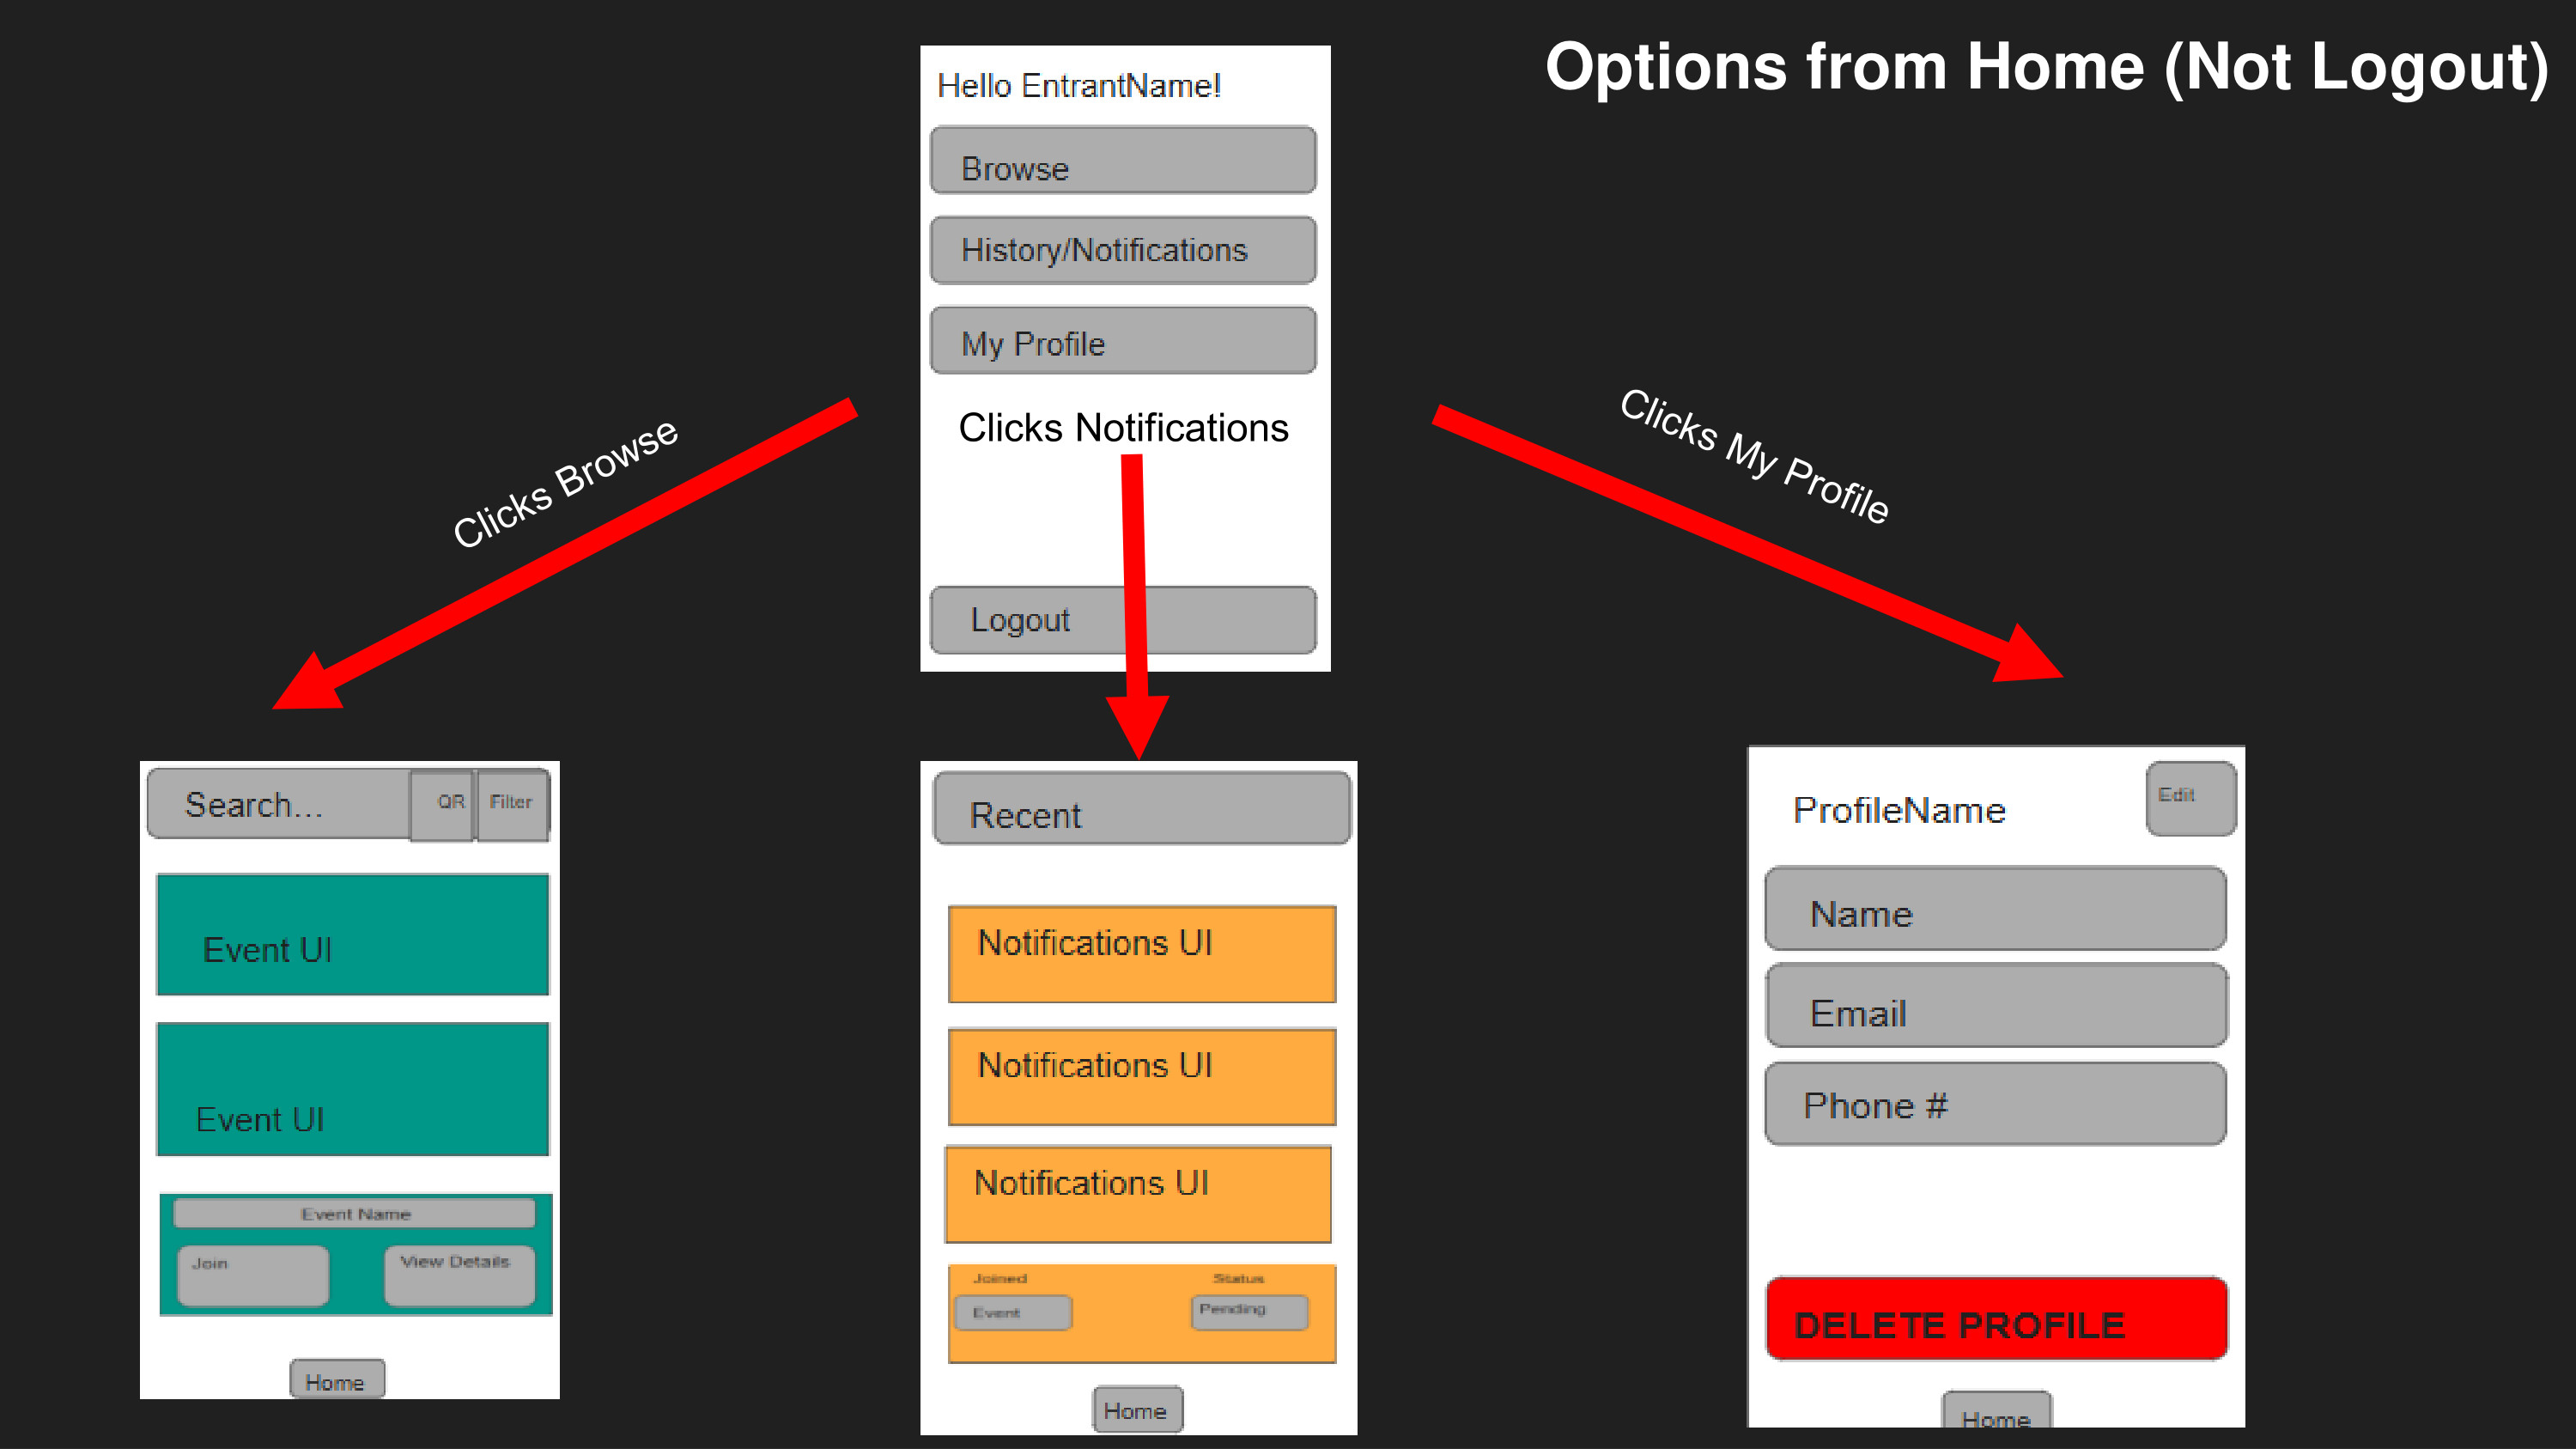 Options from Home (Not Logout)
Hello EntrantName!
Browse
History/Notifications
My Profile
Clicks Notifications
Logout
Clicks Browse
Clicks My Profile
Search...
QR
Filter
Event UI
Event UI
Event Name
Join
View Details
Home
Recent
Notifications UI
Notifications UI
Notifications UI
Joined
Status
Event
Pending
Home
ProfileName
Edit
Name
Email
Phone #
DELETE PROFILE
Home